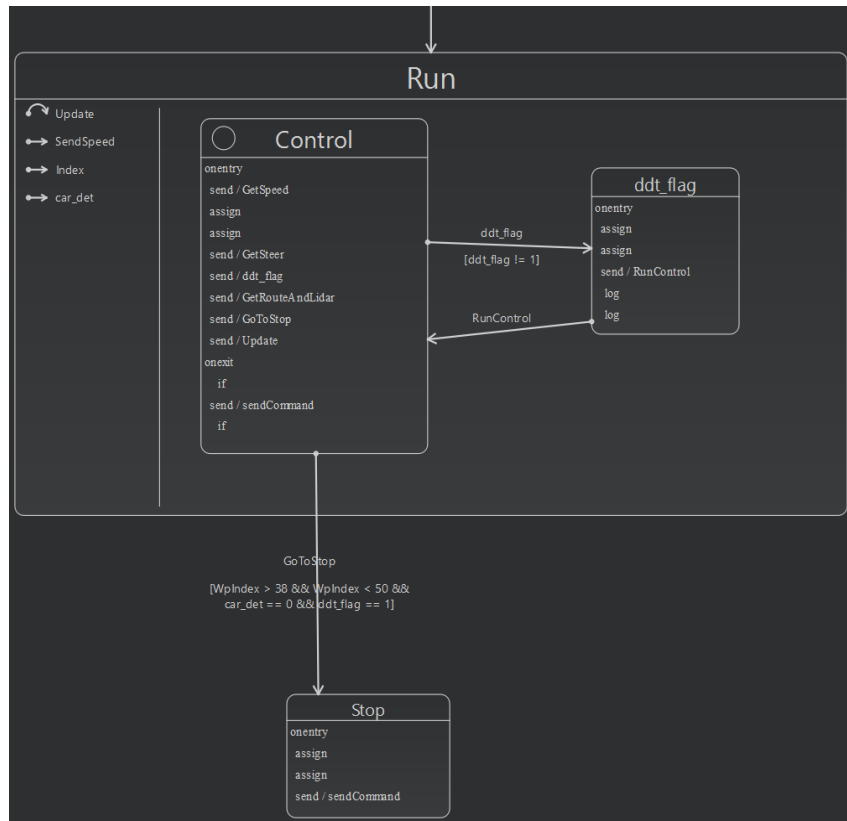 Run
Update
SendSpeed
Index
car_det
Control
onentry
send / GetSpeed
assign
assign
send / GetSteer
send / ddt_flag
send / GetRouteAndLidar
send / GoToStop
send / Update
onexit
if
send / sendCommand
if
ddt_flag
[ddt_flag != 1]
RunControl
ddt_flag
onentry
assign
assign
send / RunControl
log
log
GoToStop
[WpIndex > 38 && WpIndex < 50 &&
car_det == 0 && ddt_flag == 1]
Stop
onentry
assign
assign
send / sendCommand